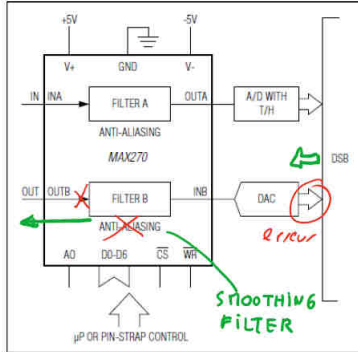 +5V -5V
V+ GND V-
IN INA FILTER A OUTA A/D WITH T/H
ANTI-ALIASING
MAX270
DSB
OUT OUTB FILTER B INB DAC
ANTI-ALIASING
erreur
A0 D0-D6 CS WR
SMOOTHING
FILTER
µP OR PIN-STRAP CONTROL